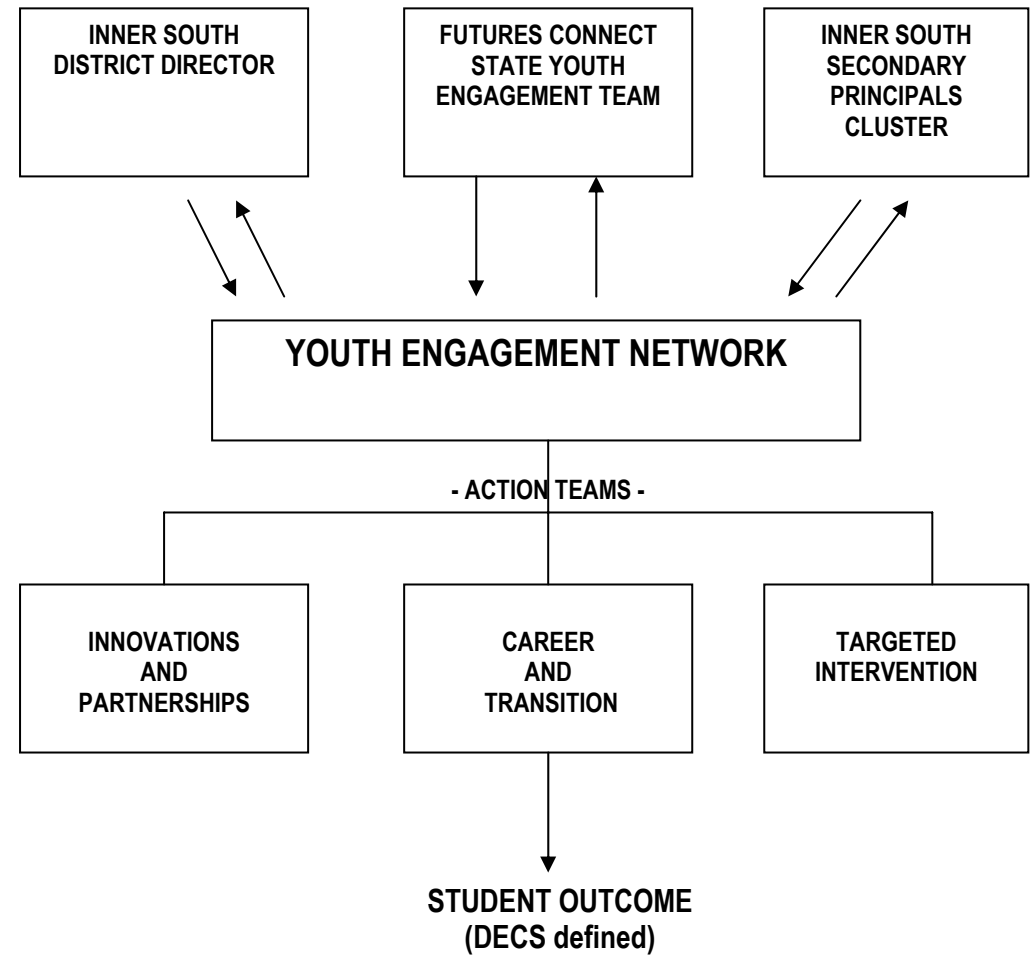 INNER SOUTH
DISTRICT DIRECTOR
FUTURES CONNECT
STATE YOUTH
ENGAGEMENT TEAM
INNER SOUTH
SECONDARY
PRINCIPALS
CLUSTER
YOUTH ENGAGEMENT NETWORK
- ACTION TEAMS -
INNOVATIONS
AND
PARTNERSHIPS
CAREER
AND
TRANSITION
TARGETED
INTERVENTION
STUDENT OUTCOME
(DECS defined)